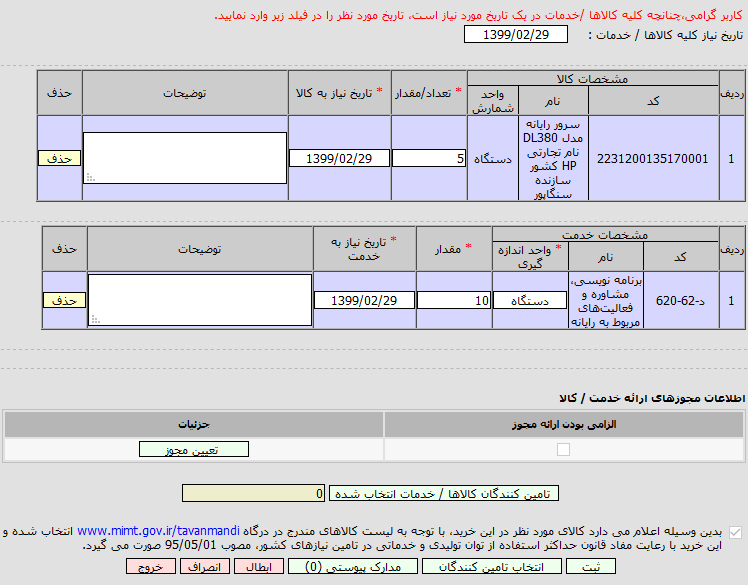 کاربر گرامی،چنانچه کلیه کالاها /خدمات در یک تاریخ مورد نیاز است، تاریخ مورد نظر را در فیلد زیر وارد نمایید.
تاریخ نیاز کلیه کالاها / خدمات : 1399/02/29
ردیف مشخصات کالا * تعداد/مقدار * تاریخ نیاز به کالا توضیحات حذف
کد نام واحد شمارش
1 2231200135170001 سرور رایانه دستگاه 5 1399/02/29 حذف
مدل DL380
نام تجارتی
HP کشور
سازنده
سنگاپور
ردیف مشخصات خدمت * مقدار * تاریخ نیاز به خدمت توضیحات حذف
کد نام * واحد اندازه گیری
1 د-62-620 برنامه نویسی، دستگاه 10 1399/02/29 حذف
مشاوره و
فعالیت‌های
مربوط به رایانه
اطلاعات مجوزهای ارائه خدمت / کالا
الزامی بودن ارائه مجوز جزئیات
تعیین مجوز
تامین کنندگان کالاها / خدمات انتخاب شده 0
بدین وسیله اعلام می دارد کالای مورد نظر در این خرید، با توجه به لیست کالاهای مندرج در درگاه www.mimt.gov.ir/tavanmandi انتخاب شده و
این خرید با رعایت مفاد قانون حداکثر استفاده از توان تولیدی و خدماتی در تامین نیازهای کشور، مصوب 95/05/01 صورت می گیرد.
ثبت انتخاب تامین کنندگان مدارک پیوستی (0) ابطال انصراف خروج